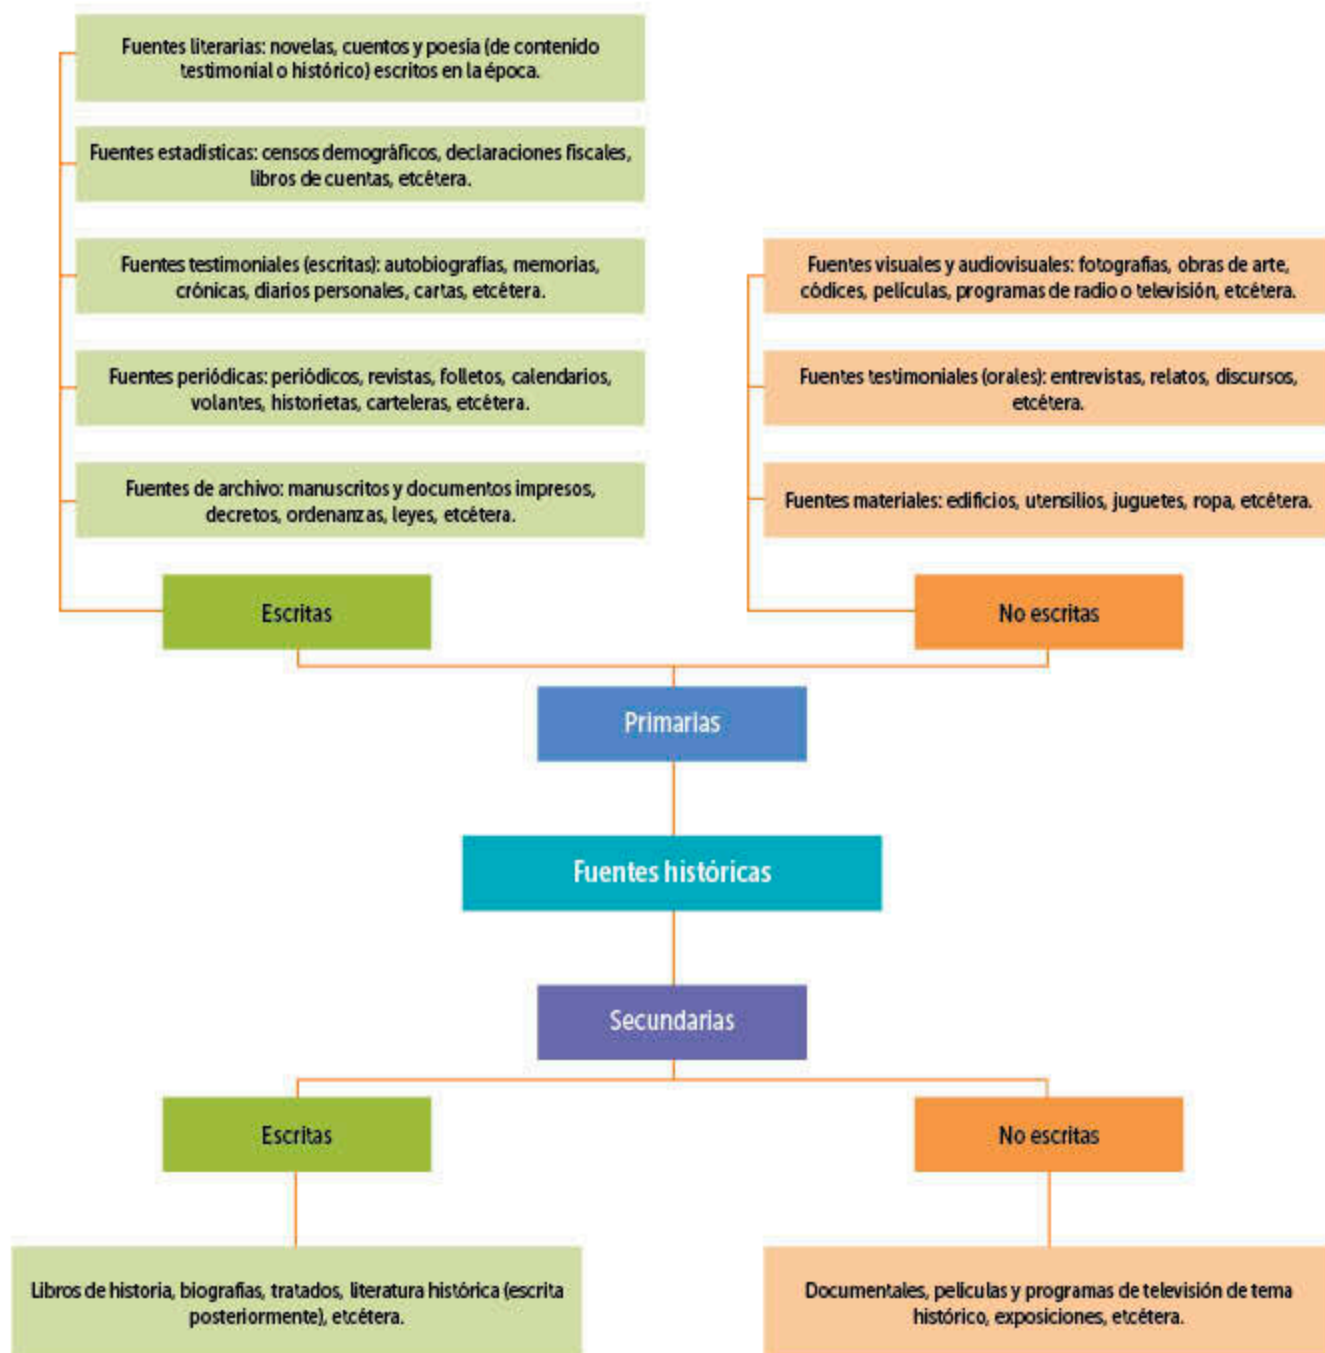 Fuentes literarias: novelas, cuentos y poesía (de contenido
testimonial o histórico) escritos en la época.
Fuentes estadísticas: censos demográficos, declaraciones fiscales,
libros de cuentas, etcétera.
Fuentes testimoniales (escritas): autobiografías, memorias,
crónicas, diarios personales, cartas, etcétera.
Fuentes periódicas: periódicos, revistas, folletos, calendarios,
volantes, historietas, carteleras, etcétera.
Fuentes de archivo: manuscritos y documentos impresos,
decretos, ordenanzas, leyes, etcétera.
Escritas
Fuentes visuales y audiovisuales: fotografías, obras de arte,
códices, películas, programas de radio o televisión, etcétera.
Fuentes testimoniales (orales): entrevistas, relatos, discursos,
etcétera.
Fuentes materiales: edificios, utensilios, juguetes, ropa, etcétera.
No escritas
Primarias
Fuentes históricas
Secundarias
Escritas
No escritas
Libros de historia, biografías, tratados, literatura histórica (escrita
posteriormente), etcétera.
Documentales, películas y programas de televisión de tema
histórico, exposiciones, etcétera.